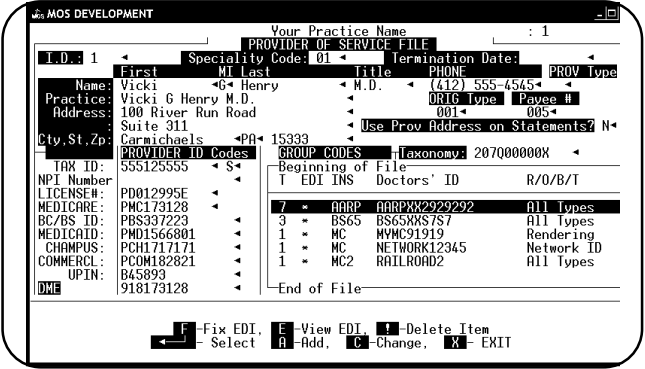 MOS MOS DEVELOPMENT
Your Practice Name : 1
PROVIDER OF SERVICE FILE
I.D.: 1 ◄ Speciality Code: 01 ◄ Termination Date: ◄
First MI Last Title PHONE PROV Type
Name: Vicki ◄G◄ Henry ◄ M.D. ◄ (412) 555-4545◄ ◄
Practice: Vicki G Henry M.D. ◄ ORIG Type Payee #
Address: 100 River Run Road ◄ 001◄ 005◄
: Suite 311 ◄ Use Prov Address on Statements? N◄
Cty,St,Zp: Carmichaels ◄PA◄ 15333 ◄
PROVIDER ID Codes GROUP CODES Taxonomy: 207Q00000X ◄
TAX ID: 555125555 ◄ S◄ Beginning of File
NPI Number ◄ T EDI INS Doctors' ID R/O/B/T
LICENSE#: PD012995E ◄
MEDICARE: PMC173128 ◄ 7 * AARP AARPXX2929292 All Types
BC/BS ID: PBS337223 ◄ 3 * BS65 BS65XXS7S7 All Types
MEDICAID: PMD1566801 ◄ 1 * MC MYMC91919 Rendering
CHAMPUS: PCH1717171 ◄ 1 * MC NETWORK12345 Network ID
COMMERCL: PCOM182821 ◄ 1 * MC2 RAILROAD2 All Types
UPIN: B45893 ◄
DME 918173128 ◄ End of File
F -Fix EDI, E -View EDI, ! -Delete Item
◄─┘ - Select A -Add, C -Change, X - EXIT